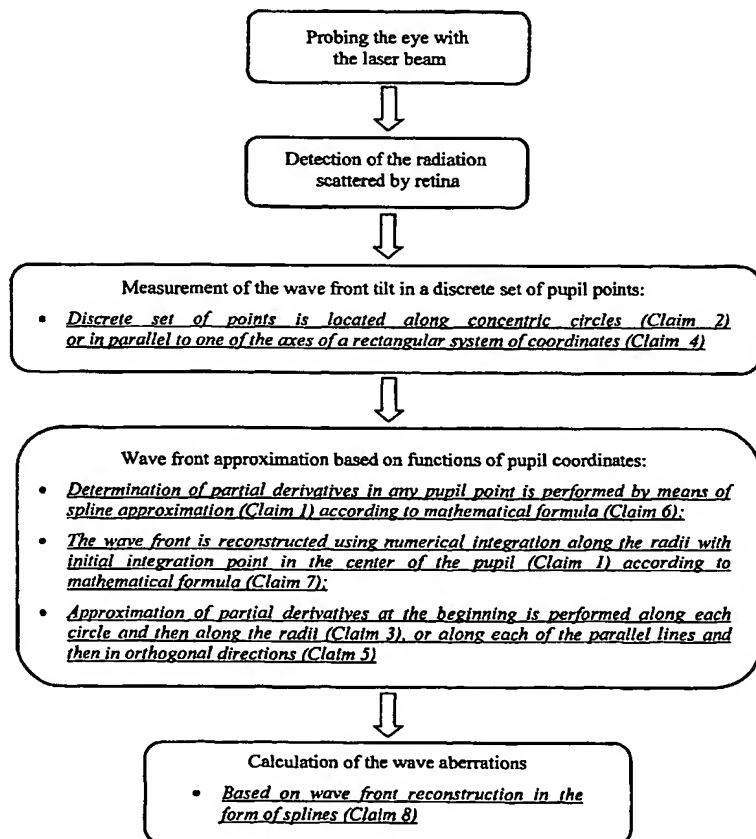 Probing the eye with
the laser beam
Detection of the radiation
scattered by retina
Measurement of the wave front tilt in a discrete set of pupil points:
• Discrete set of points is located along concentric circles (Claim 2)
or in parallel to one of the axes of a rectangular system of coordinates (Claim 4)
Wave front approximation based on functions of pupil coordinates:
• Determination of partial derivatives in any pupil point is performed by means of
spline approximation (Claim 1) according to mathematical formula (Claim 6);
• The wave front is reconstructed using numerical integration along the radii with
initial integration point in the center of the pupil (Claim 1) according to
mathematical formula (Claim 7);
• Approximation of partial derivatives at the beginning is performed along each
circle and then along the radii (Claim 3), or along each of the parallel lines and
then in orthogonal directions (Claim 5)
Calculation of the wave aberrations
• Based on wave front reconstruction in the
form of splines (Claim 8)